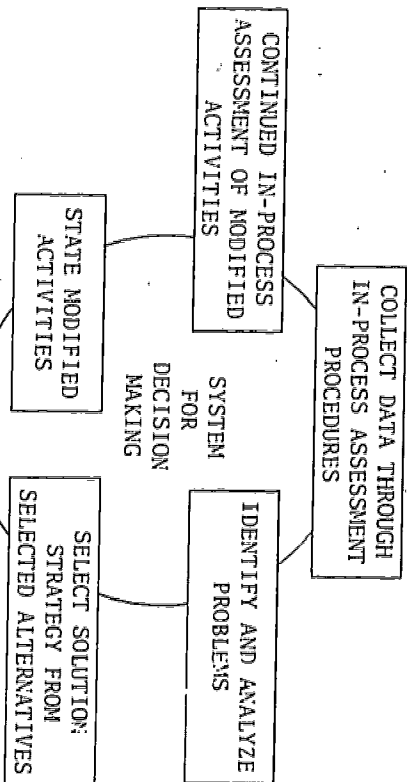 COLLECT DATA THROUGH
IN-PROCESS ASSESSMENT
PROCEDURES
IDENTIFY AND ANALYZE
PROBLEMS
SELECT SOLUTION
STRATEGY FROM
SELECTED ALTERNATIVES
STATE MODIFIED
ACTIVITIES
CONTINUED IN-PROCESS
ASSESSMENT OF MODIFIED
ACTIVITIES
SYSTEM
FOR
DECISION
MAKING